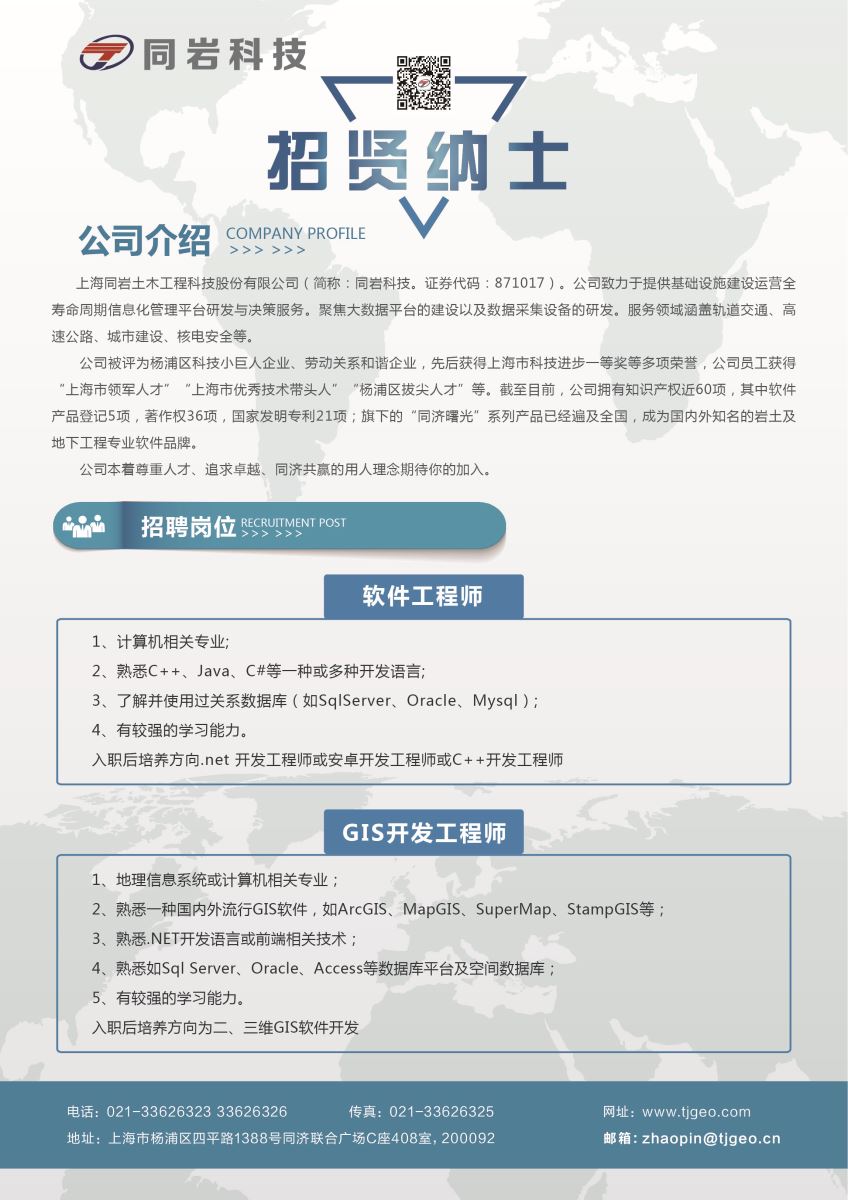 同岩科技
招贤纳士
公司介绍 COMPANY PROFILE
>>> >>>
上海同岩土木工程科技股份有限公司（简称：同岩科技。证券代码：871017）。公司致力于提供基础设施建设运营全
寿命周期信息化管理平台研发与决策服务。聚焦大数据平台的建设以及数据采集设备的研发。服务领域涵盖轨道交通、高
速公路、城市建设、核电安全等。
公司被评为杨浦区科技小巨人企业、劳动关系和谐企业，先后获得上海市科技进步一等奖等多项荣誉，公司员工获得
“上海市领军人才”“上海市优秀技术带头人”“杨浦区拔尖人才”等。截至目前，公司拥有知识产权近60项，其中软件
产品登记5项，著作权36项，国家发明专利21项；旗下的“同济曙光”系列产品已经遍及全国，成为国内外知名的岩土及
地下工程专业软件品牌。
公司本着尊重人才、追求卓越、同济共赢的用人理念期待你的加入。
招聘岗位 RECRUITMENT POST
>>> >>>
软件工程师
1、计算机相关专业;
2、熟悉C++、Java、C#等一种或多种开发语言;
3、了解并使用过关系数据库（如SqlServer、Oracle、Mysql）;
4、有较强的学习能力。
入职后培养方向.net 开发工程师或安卓开发工程师或C++开发工程师
GIS开发工程师
1、地理信息系统或计算机相关专业；
2、熟悉一种国内外流行GIS软件，如ArcGIS、MapGIS、SuperMap、StampGIS等；
3、熟悉.NET开发语言或前端相关技术；
4、熟悉如Sql Server、Oracle、Access等数据库平台及空间数据库；
5、有较强的学习能力。
入职后培养方向为二、三维GIS软件开发
电话：021-33626323 33626326 传真：021-33626325 网址：www.tjgeo.com
地址：上海市杨浦区四平路1388号同济联合广场C座408室，200092 邮箱：zhaopin@tjgeo.cn